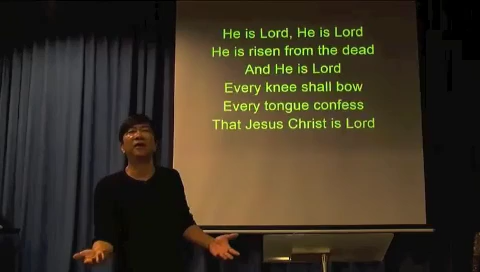 He is Lord, He is Lord
He is risen from the dead
And He is Lord
Every knee shall bow
Every tongue confess
That Jesus Christ is Lord